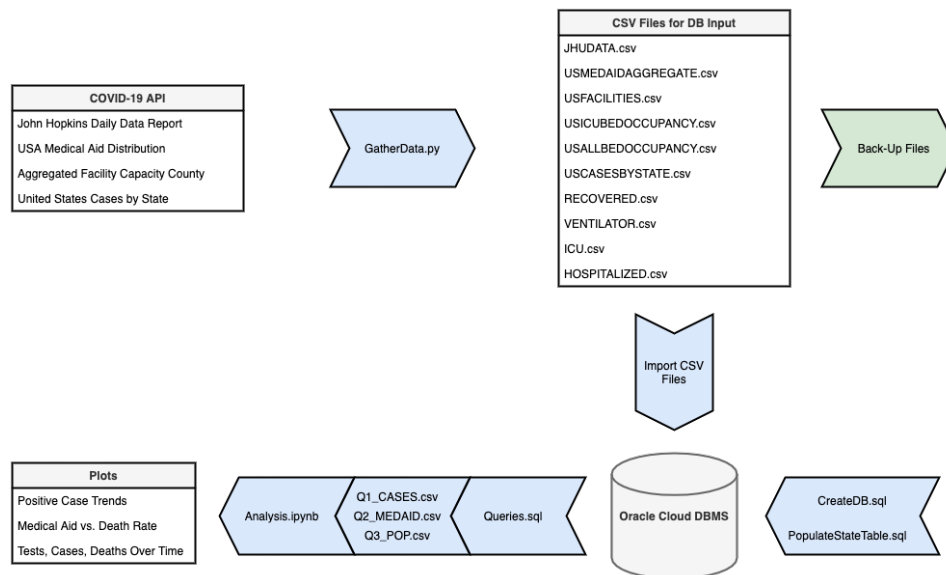 CSV Files for DB Input
JHUDATA.csv
USMEDAIDAGGREGATE.csv
USFACILITIES.csv
USICUBEDOCCUPANCY.csv
USALLBEDOCCUPANCY.csv
USCASESBYSTATE.csv
RECOVERED.csv
VENTILATOR.csv
ICU.csv
HOSPITALIZED.csv
COVID-19 API
John Hopkins Daily Data Report
USA Medical Aid Distribution
Aggregated Facility Capacity County
United States Cases by State
GatherData.py
Back-Up Files
Import CSV
Files
Plots
Positive Case Trends
Medical Aid vs. Death Rate
Tests, Cases, Deaths Over Time
Analysis.ipynb
Q1_CASES.csv
Q2_MEDAID.csv
Q3_POP.csv
Queries.sql
Oracle Cloud DBMS
CreateDB.sql
PopulateStateTable.sql